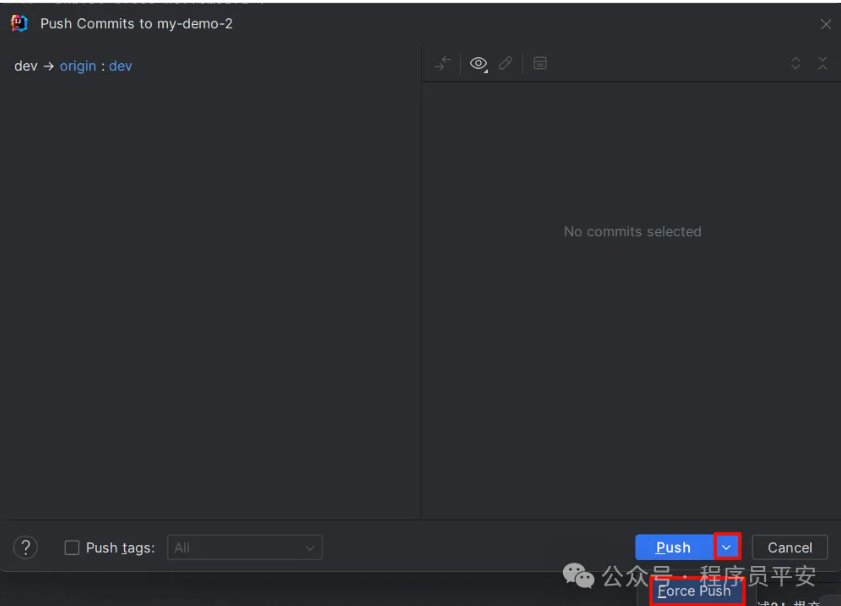 Push Commits to my-demo-2
dev → origin : dev
No commits selected
? Push tags: All Push Cancel
公众号 · 程序员平安
Force Push